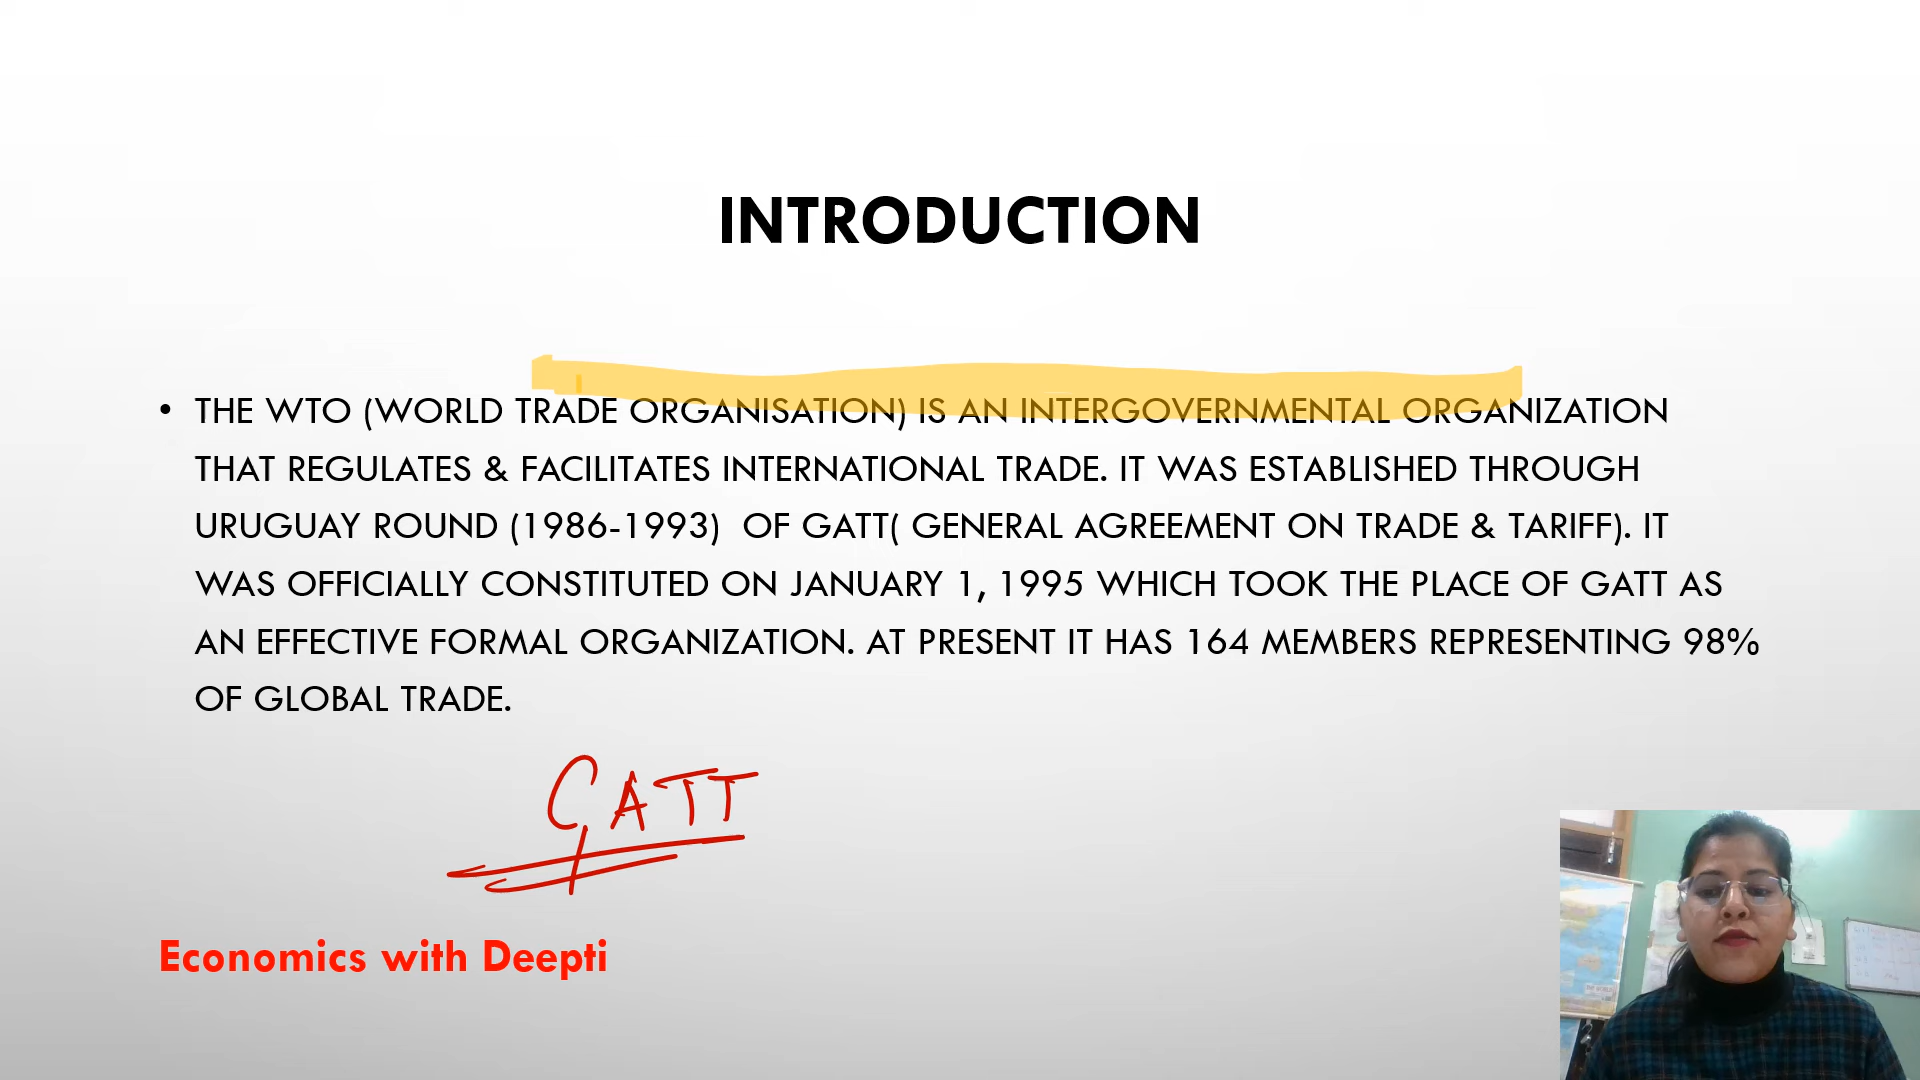 INTRODUCTION
• THE WTO (WORLD TRADE ORGANISATION) IS AN INTERGOVERNMENTAL ORGANIZATION
THAT REGULATES & FACILITATES INTERNATIONAL TRADE. IT WAS ESTABLISHED THROUGH
URUGUAY ROUND (1986-1993) OF GATT( GENERAL AGREEMENT ON TRADE & TARIFF). IT
WAS OFFICIALLY CONSTITUTED ON JANUARY 1, 1995 WHICH TOOK THE PLACE OF GATT AS
AN EFFECTIVE FORMAL ORGANIZATION. AT PRESENT IT HAS 164 MEMBERS REPRESENTING 98%
OF GLOBAL TRADE.
GATT
Economics with Deepti